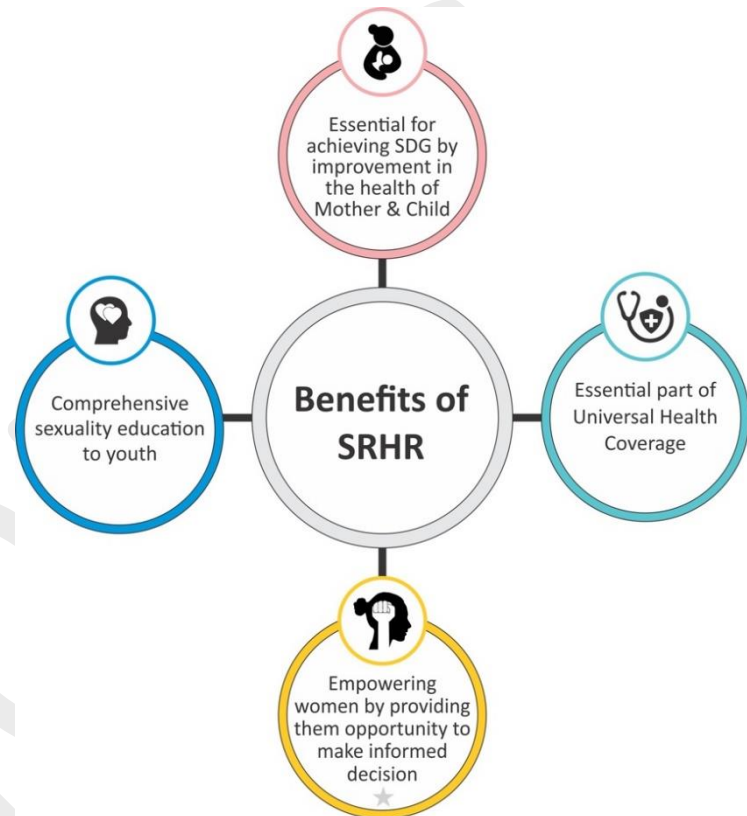 Essential for
achieving SDG by
improvement in
the health of
Mother & Child
Comprehensive
sexuality education
to youth
Benefits of
SRHR
Essential part of
Universal Health
Coverage
Empowering
women by providing
them opportunity to
make informed
decision